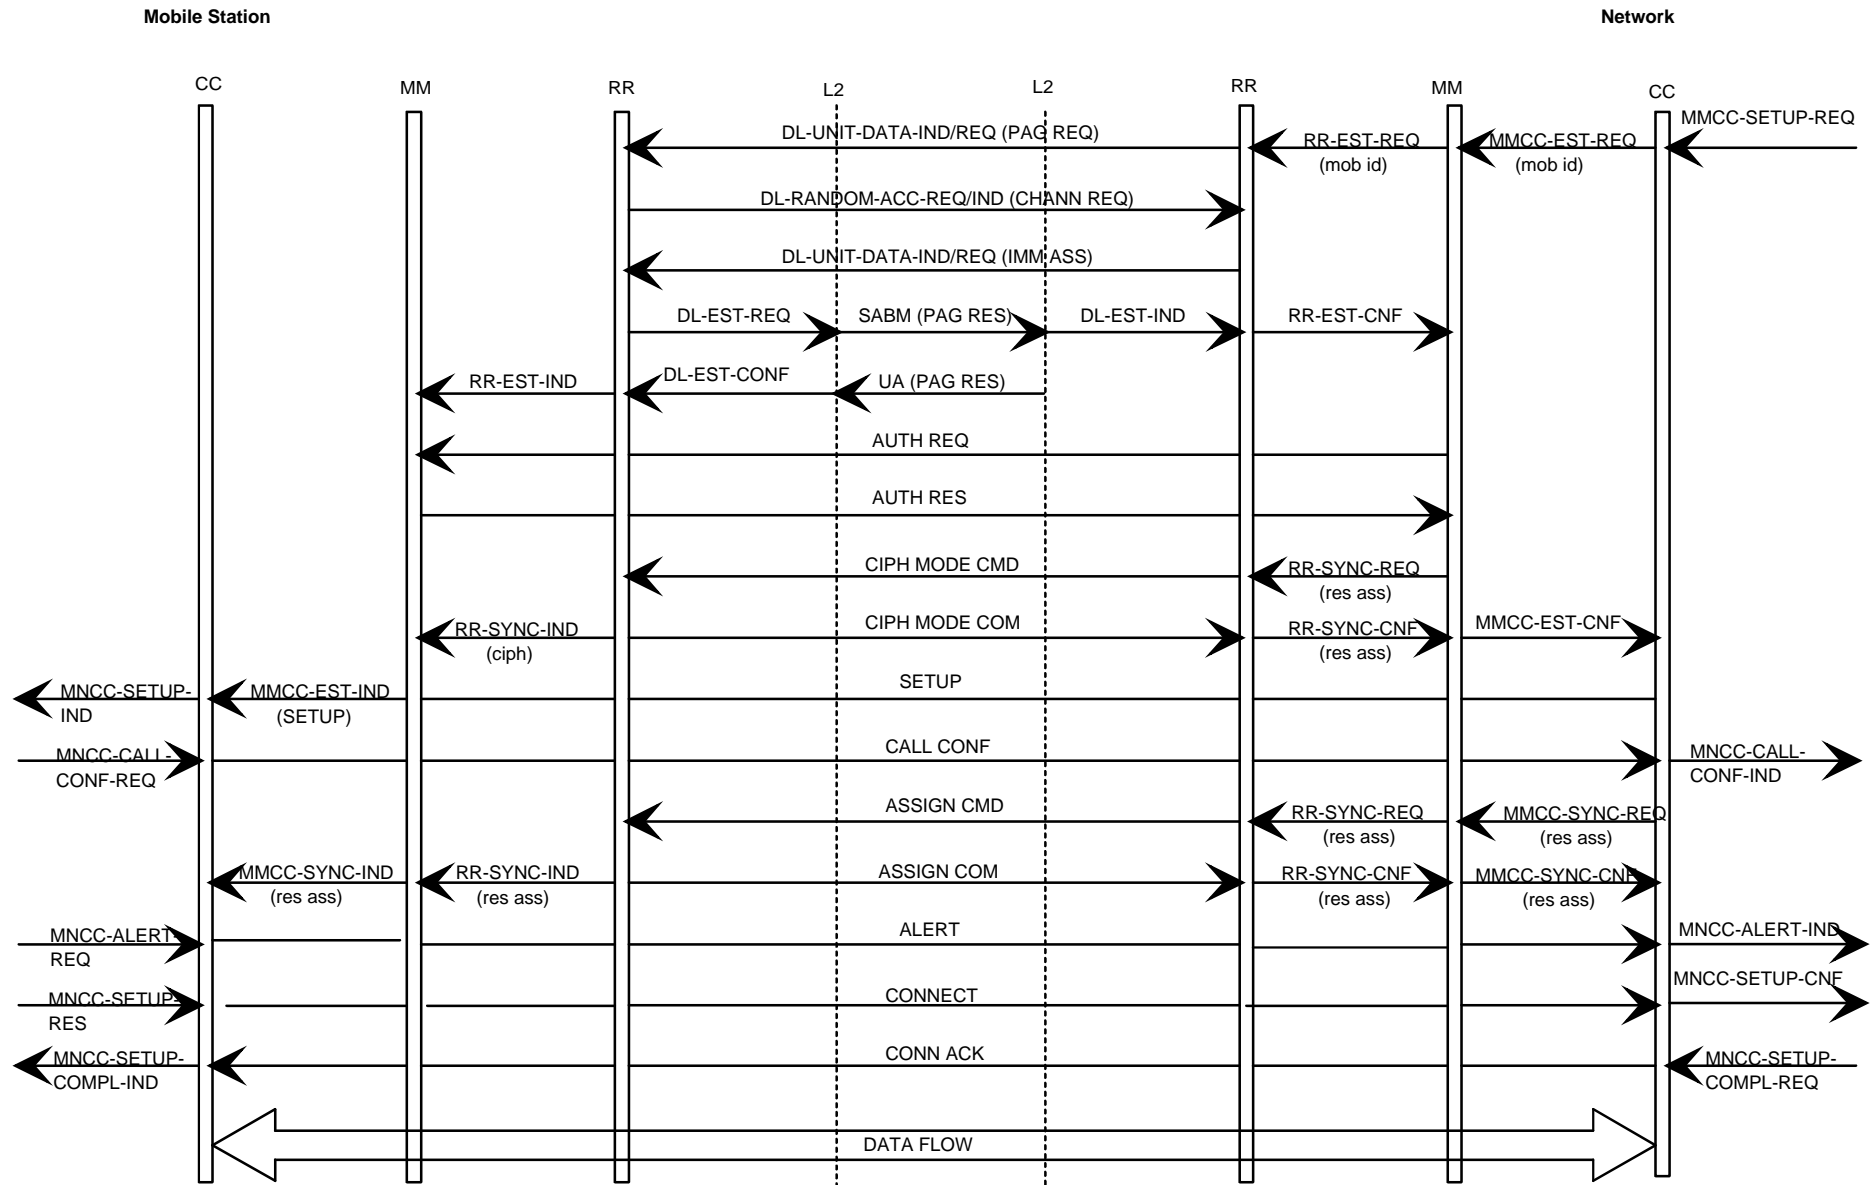 Mobile Station
Network
CC
MM
RR
L2
L2
RR
MM
CC
MMCC-SETUP-REQ
DL-UNIT-DATA-IND/REQ (PAG REQ)
RR-EST-REQ
(mob id)
MMCC-EST-REQ
(mob id)
DL-RANDOM-ACC-REQ/IND (CHANN REQ)
DL-UNIT-DATA-IND/REQ (IMM ASS)
DL-EST-REQ
SABM (PAG RES)
DL-EST-IND
RR-EST-CNF
RR-EST-IND
DL-EST-CONF
UA (PAG RES)
AUTH REQ
AUTH RES
CIPH MODE CMD
RR-SYNC-REQ
(res ass)
RR-SYNC-IND
(ciph)
CIPH MODE COM
RR-SYNC-CNF
(res ass)
MMCC-EST-CNF
MNCC-SETUP-
IND
MMCC-EST-IND
(SETUP)
SETUP
MNCC-CALL-
CONF-REQ
CALL CONF
MNCC-CALL-
CONF-IND
ASSIGN CMD
RR-SYNC-REQ
(res ass)
MMCC-SYNC-REQ
(res ass)
MMCC-SYNC-IND
(res ass)
RR-SYNC-IND
(res ass)
ASSIGN COM
RR-SYNC-CNF
(res ass)
MMCC-SYNC-CNF
(res ass)
MNCC-ALERT-
REQ
ALERT
MNCC-ALERT-IND
MNCC-SETUP-
RES
CONNECT
MNCC-SETUP-CNF
MNCC-SETUP-
COMPL-IND
CONN ACK
MNCC-SETUP-
COMPL-REQ
DATA FLOW